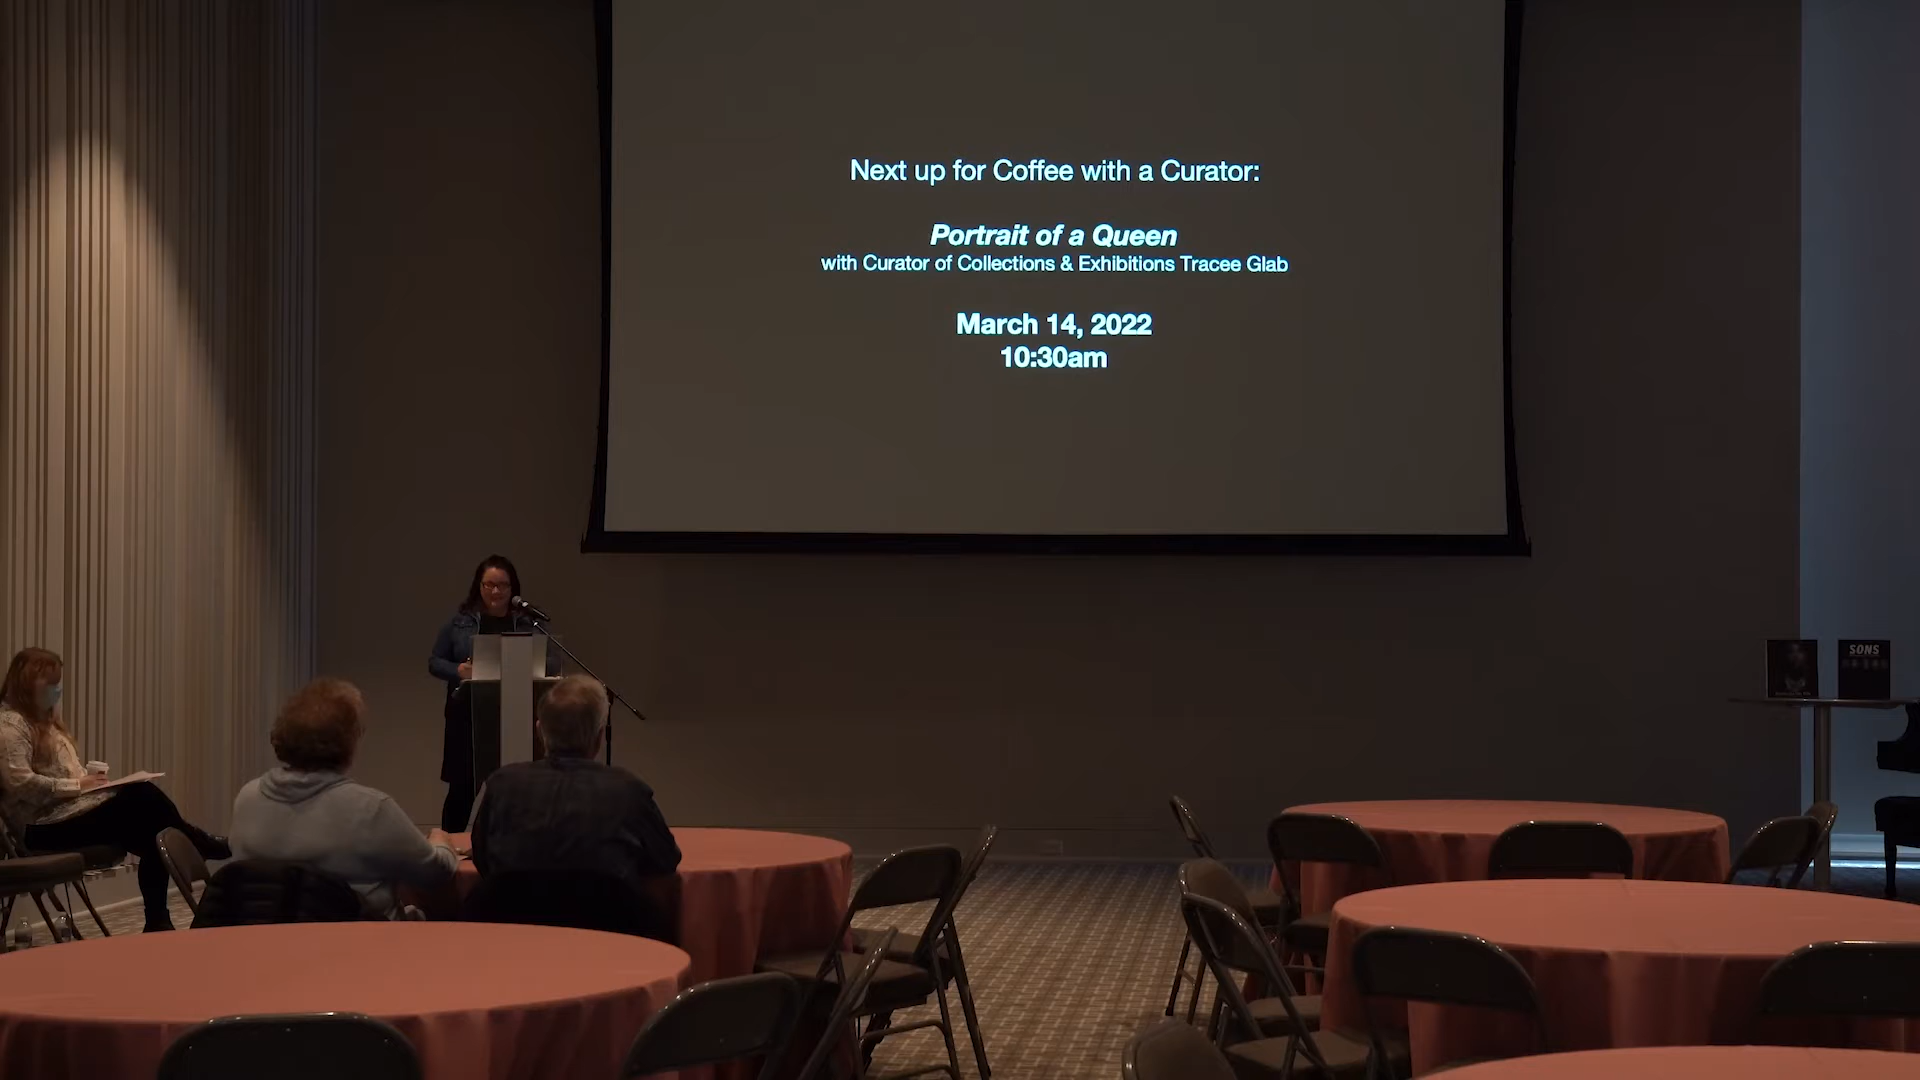 Next up for Coffee with a Curator:
Portrait of a Queen
with Curator of Collections & Exhibitions Tracee Glab
March 14, 2022
10:30am
SONS